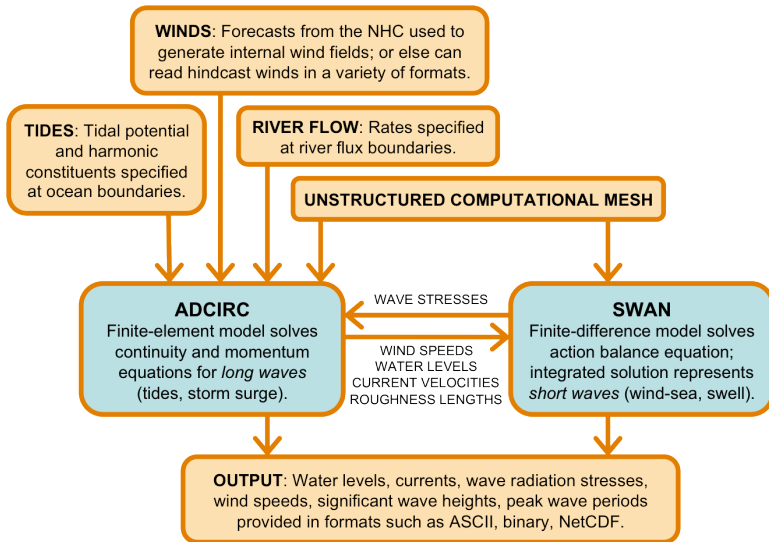 WINDS: Forecasts from the NHC used to
generate internal wind fields; or else can
read hindcast winds in a variety of formats.
TIDES: Tidal potential
and harmonic
constituents specified
at ocean boundaries.
RIVER FLOW: Rates specified
at river flux boundaries.
UNSTRUCTURED COMPUTATIONAL MESH
ADCIRC
Finite-element model solves
continuity and momentum
equations for long waves
(tides, storm surge).
WAVE STRESSES
WIND SPEEDS
WATER LEVELS
CURRENT VELOCITIES
ROUGHNESS LENGTHS
SWAN
Finite-difference model solves
action balance equation;
integrated solution represents
short waves (wind-sea, swell).
OUTPUT: Water levels, currents, wave radiation stresses,
wind speeds, significant wave heights, peak wave periods
provided in formats such as ASCII, binary, NetCDF.